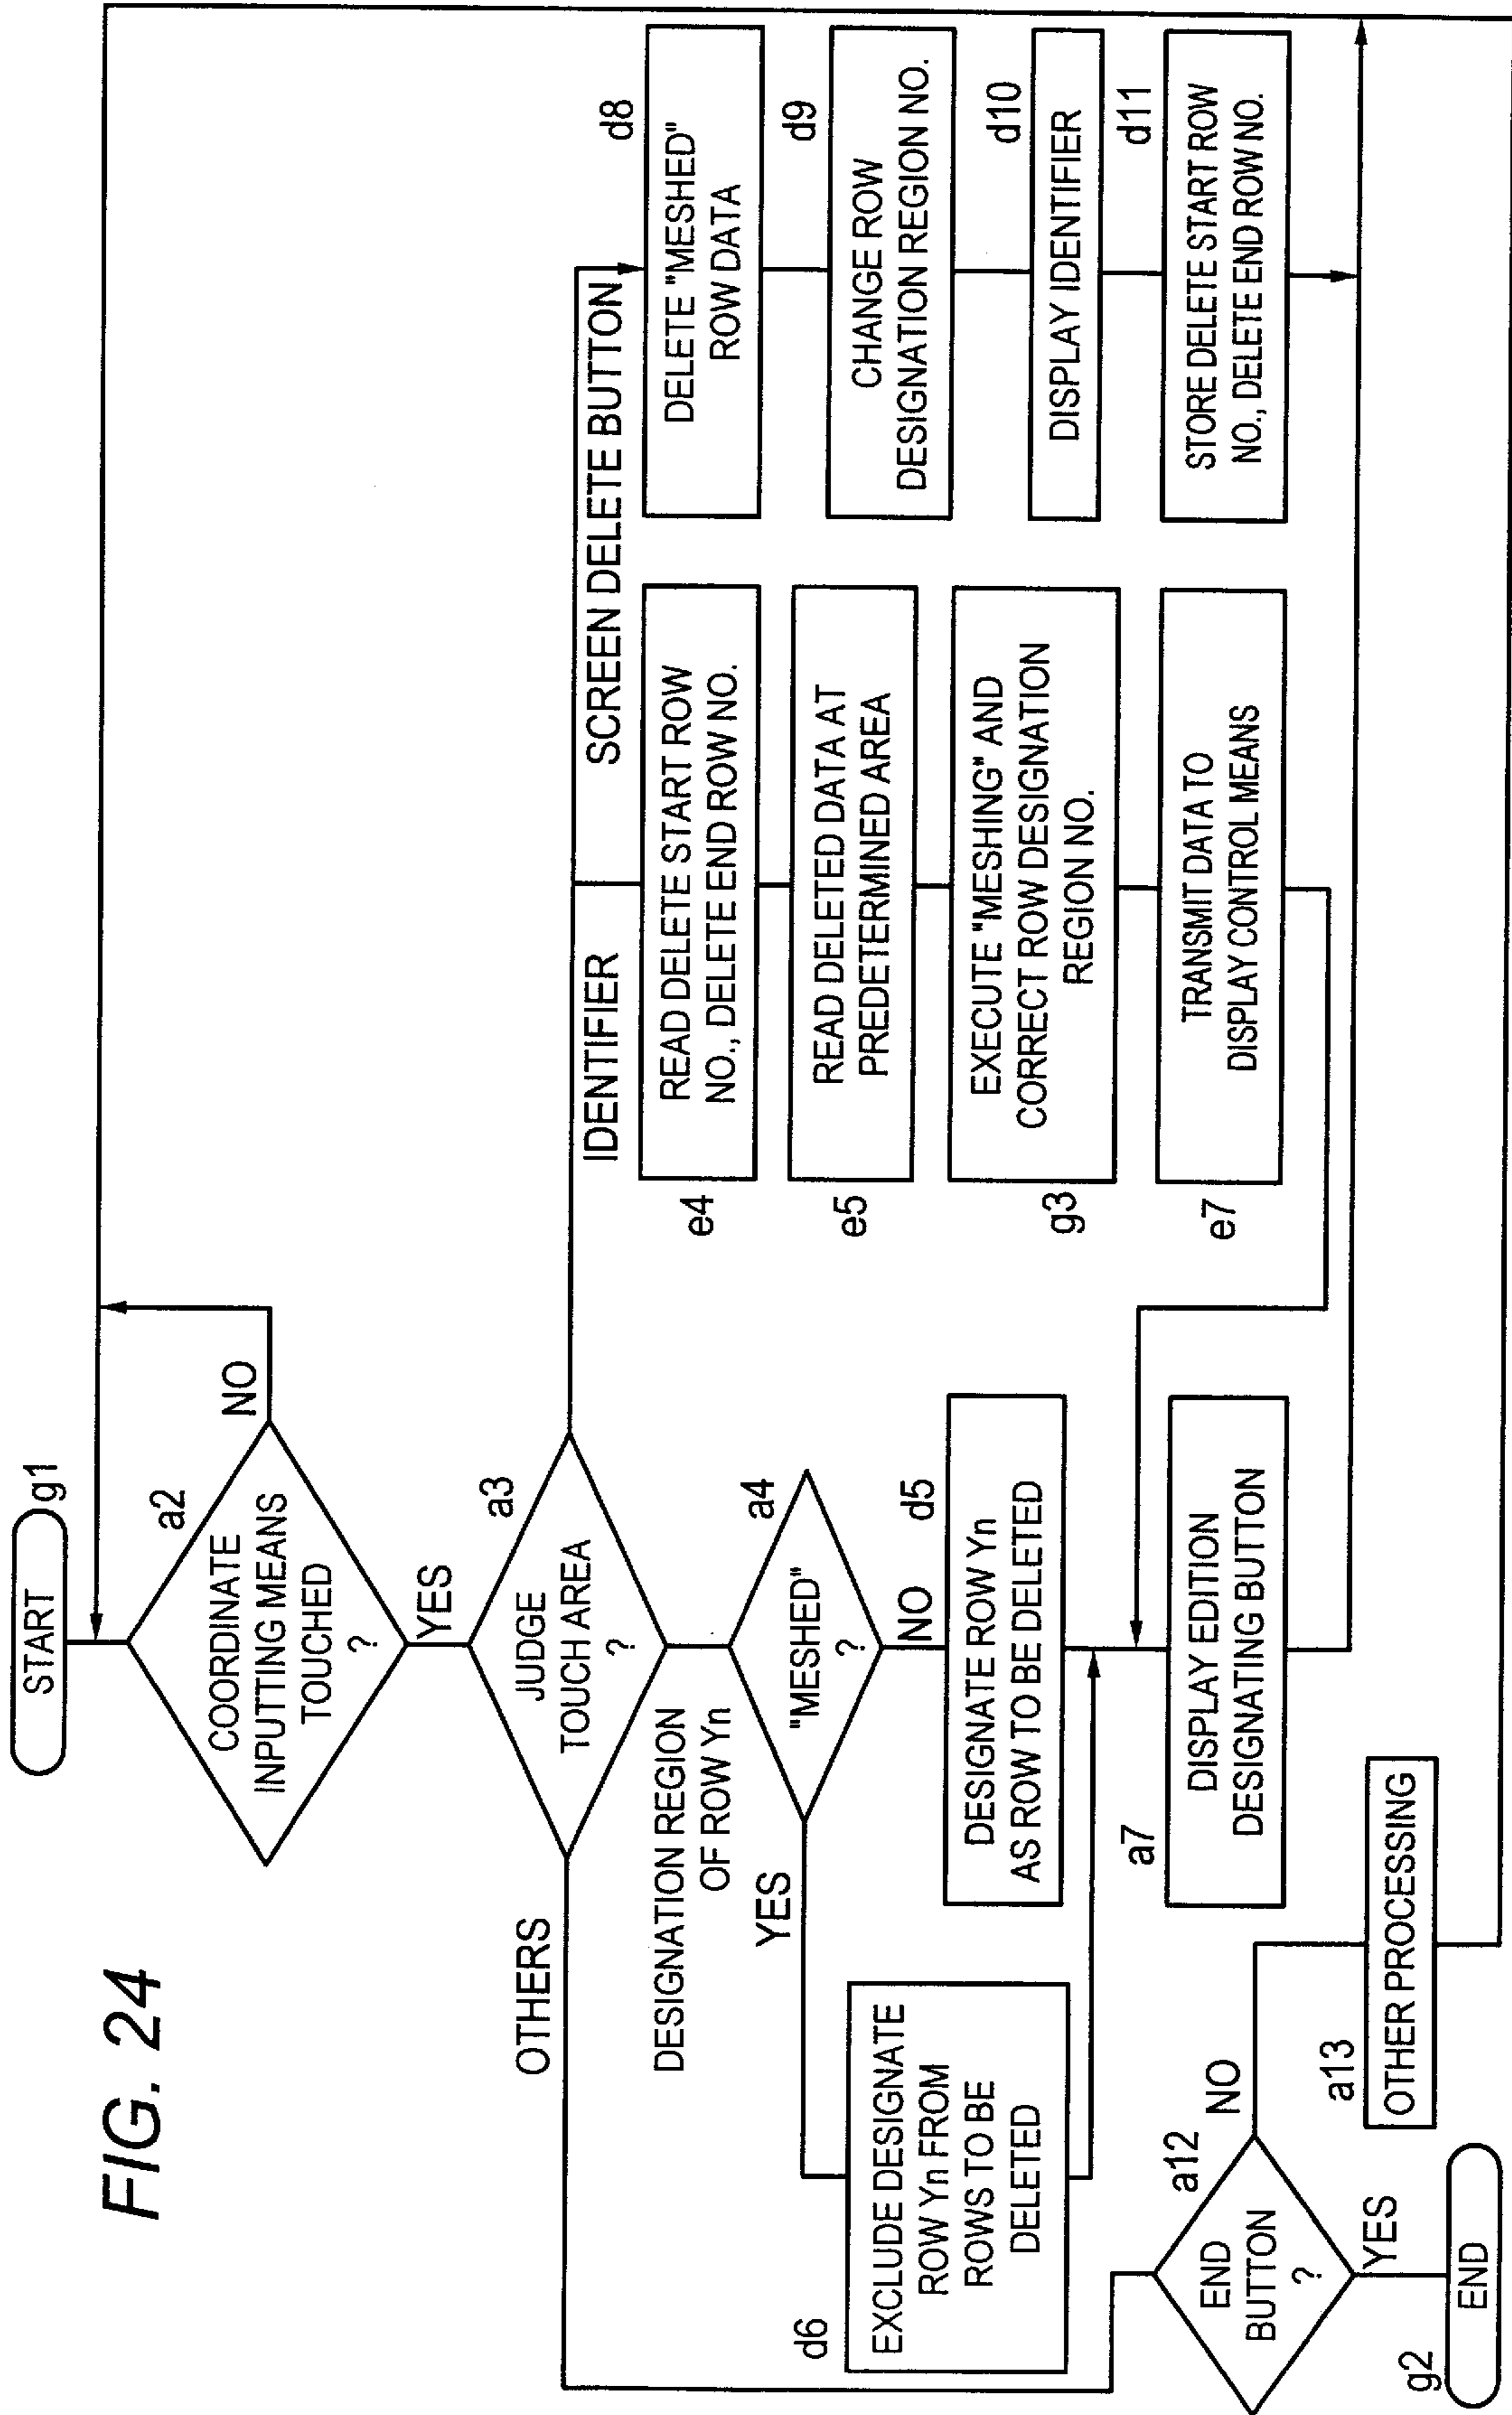 FIG. 24
START
g1
a2
COORDINATE
INPUTTING MEANS
TOUCHED
?
NO
YES
a3
JUDGE
TOUCH AREA
?
OTHERS
IDENTIFIER
SCREEN DELETE BUTTON
DESIGNATION REGION
OF ROW Yn
a4
"MESHED"
?
YES
NO
d6
EXCLUDE DESIGNATE
ROW Yn FROM
ROWS TO BE
DELETED
d5
DESIGNATE ROW Yn
AS ROW TO BE DELETED
a7
DISPLAY EDITION
DESIGNATING BUTTON
e4
READ DELETE START ROW
NO., DELETE END ROW NO.
e5
READ DELETED DATA AT
PREDETERMINED AREA
g3
EXECUTE "MESHING" AND
CORRECT ROW DESIGNATION
REGION NO.
e7
TRANSMIT DATA TO
DISPLAY CONTROL MEANS
d8
DELETE "MESHED"
ROW DATA
d9
CHANGE ROW
DESIGNATION REGION NO.
d10
DISPLAY IDENTIFIER
d11
STORE DELETE START ROW
NO., DELETE END ROW NO.
a12
END
BUTTON
?
NO
YES
a13
OTHER PROCESSING
g2
END